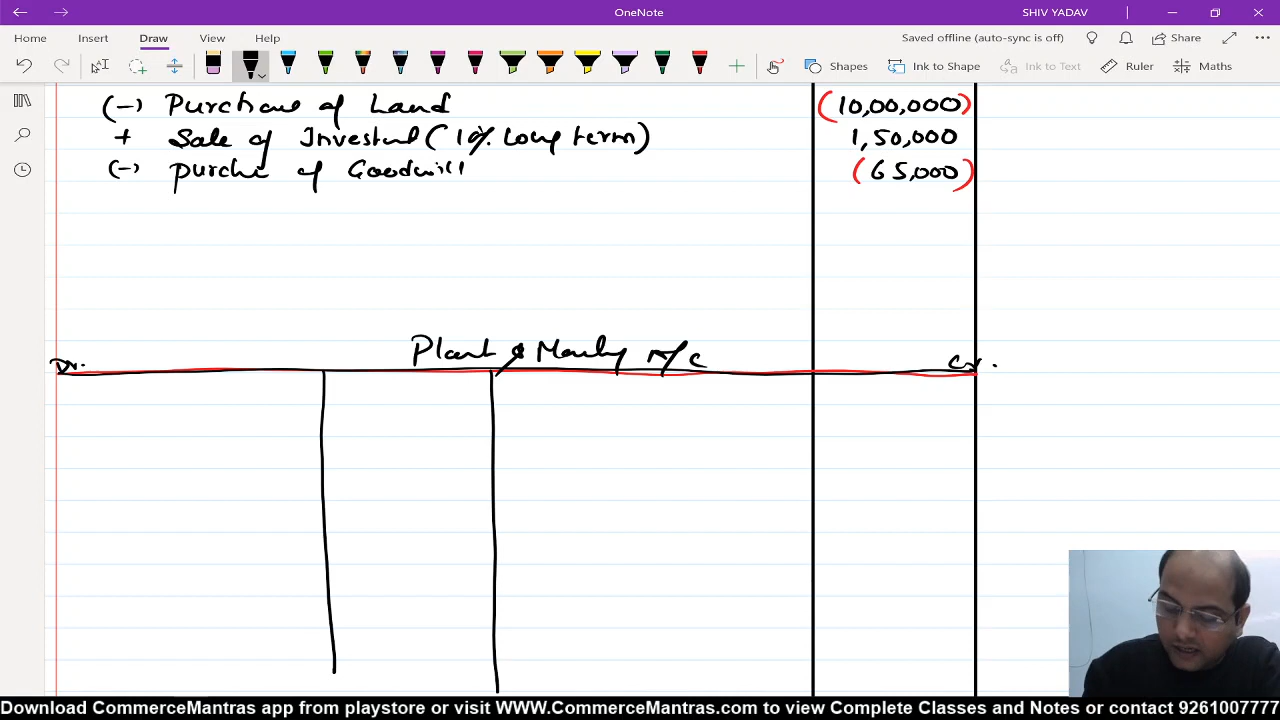 OneNote
SHIV YADAV
Home Insert Draw View Help
Saved offline (auto-sync is off)
Share
Shapes
Ink to Shape
Ink to Text
Ruler
Maths
(-) Purchase of Land (10,00,000)
+ Sale of (10% Long term) 1,50,000
(-) of Goodwill (65,000)
Plant & A/c
Dr. Cr.
Download CommerceMantras app from playstore or visit WWW.CommerceMantras.com to view Complete Classes and Notes or contact 9261007777